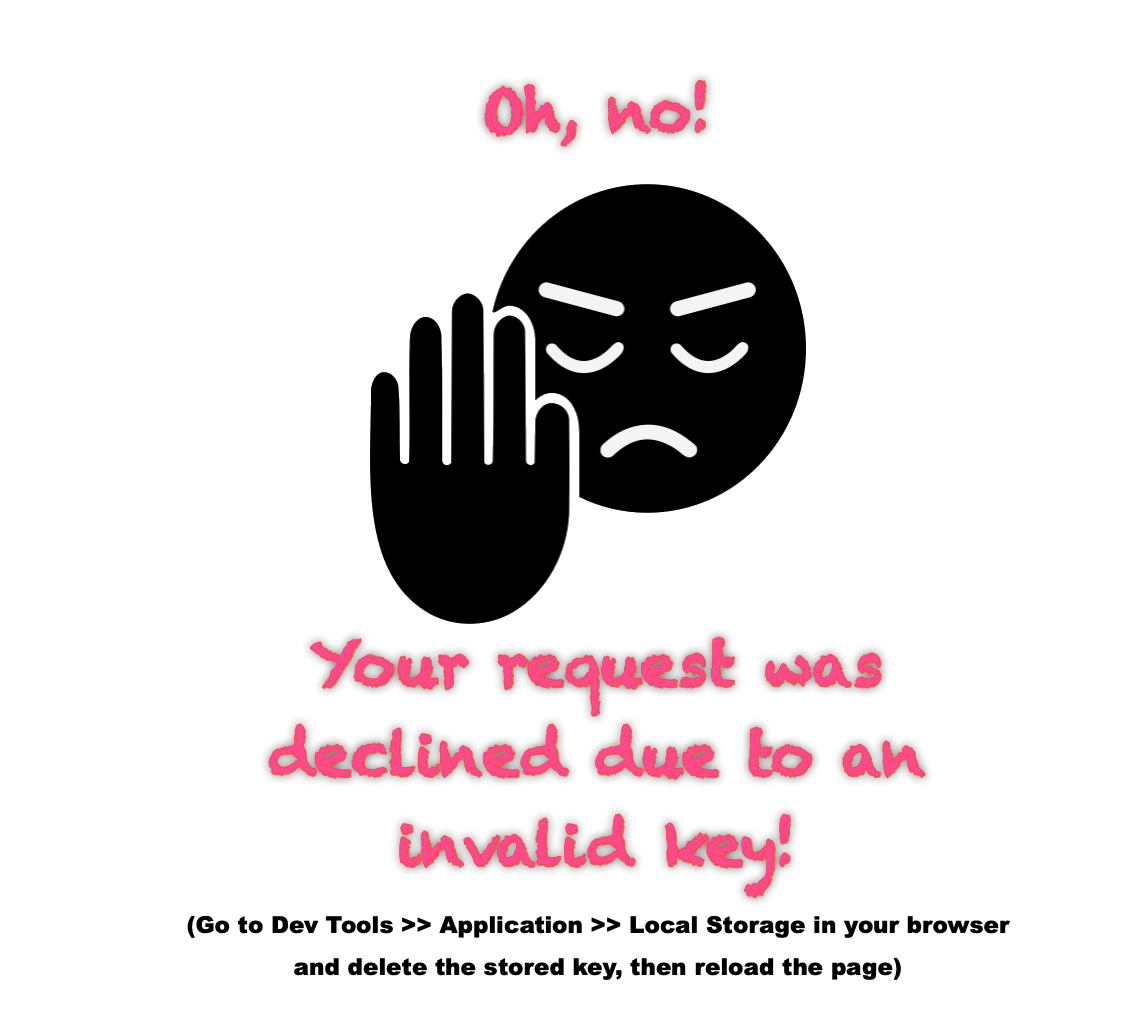 Oh, no!
Your request was
declined due to an
invalid key!
(Go to Dev Tools >> Application >> Local Storage in your browser
and delete the stored key, then reload the page)